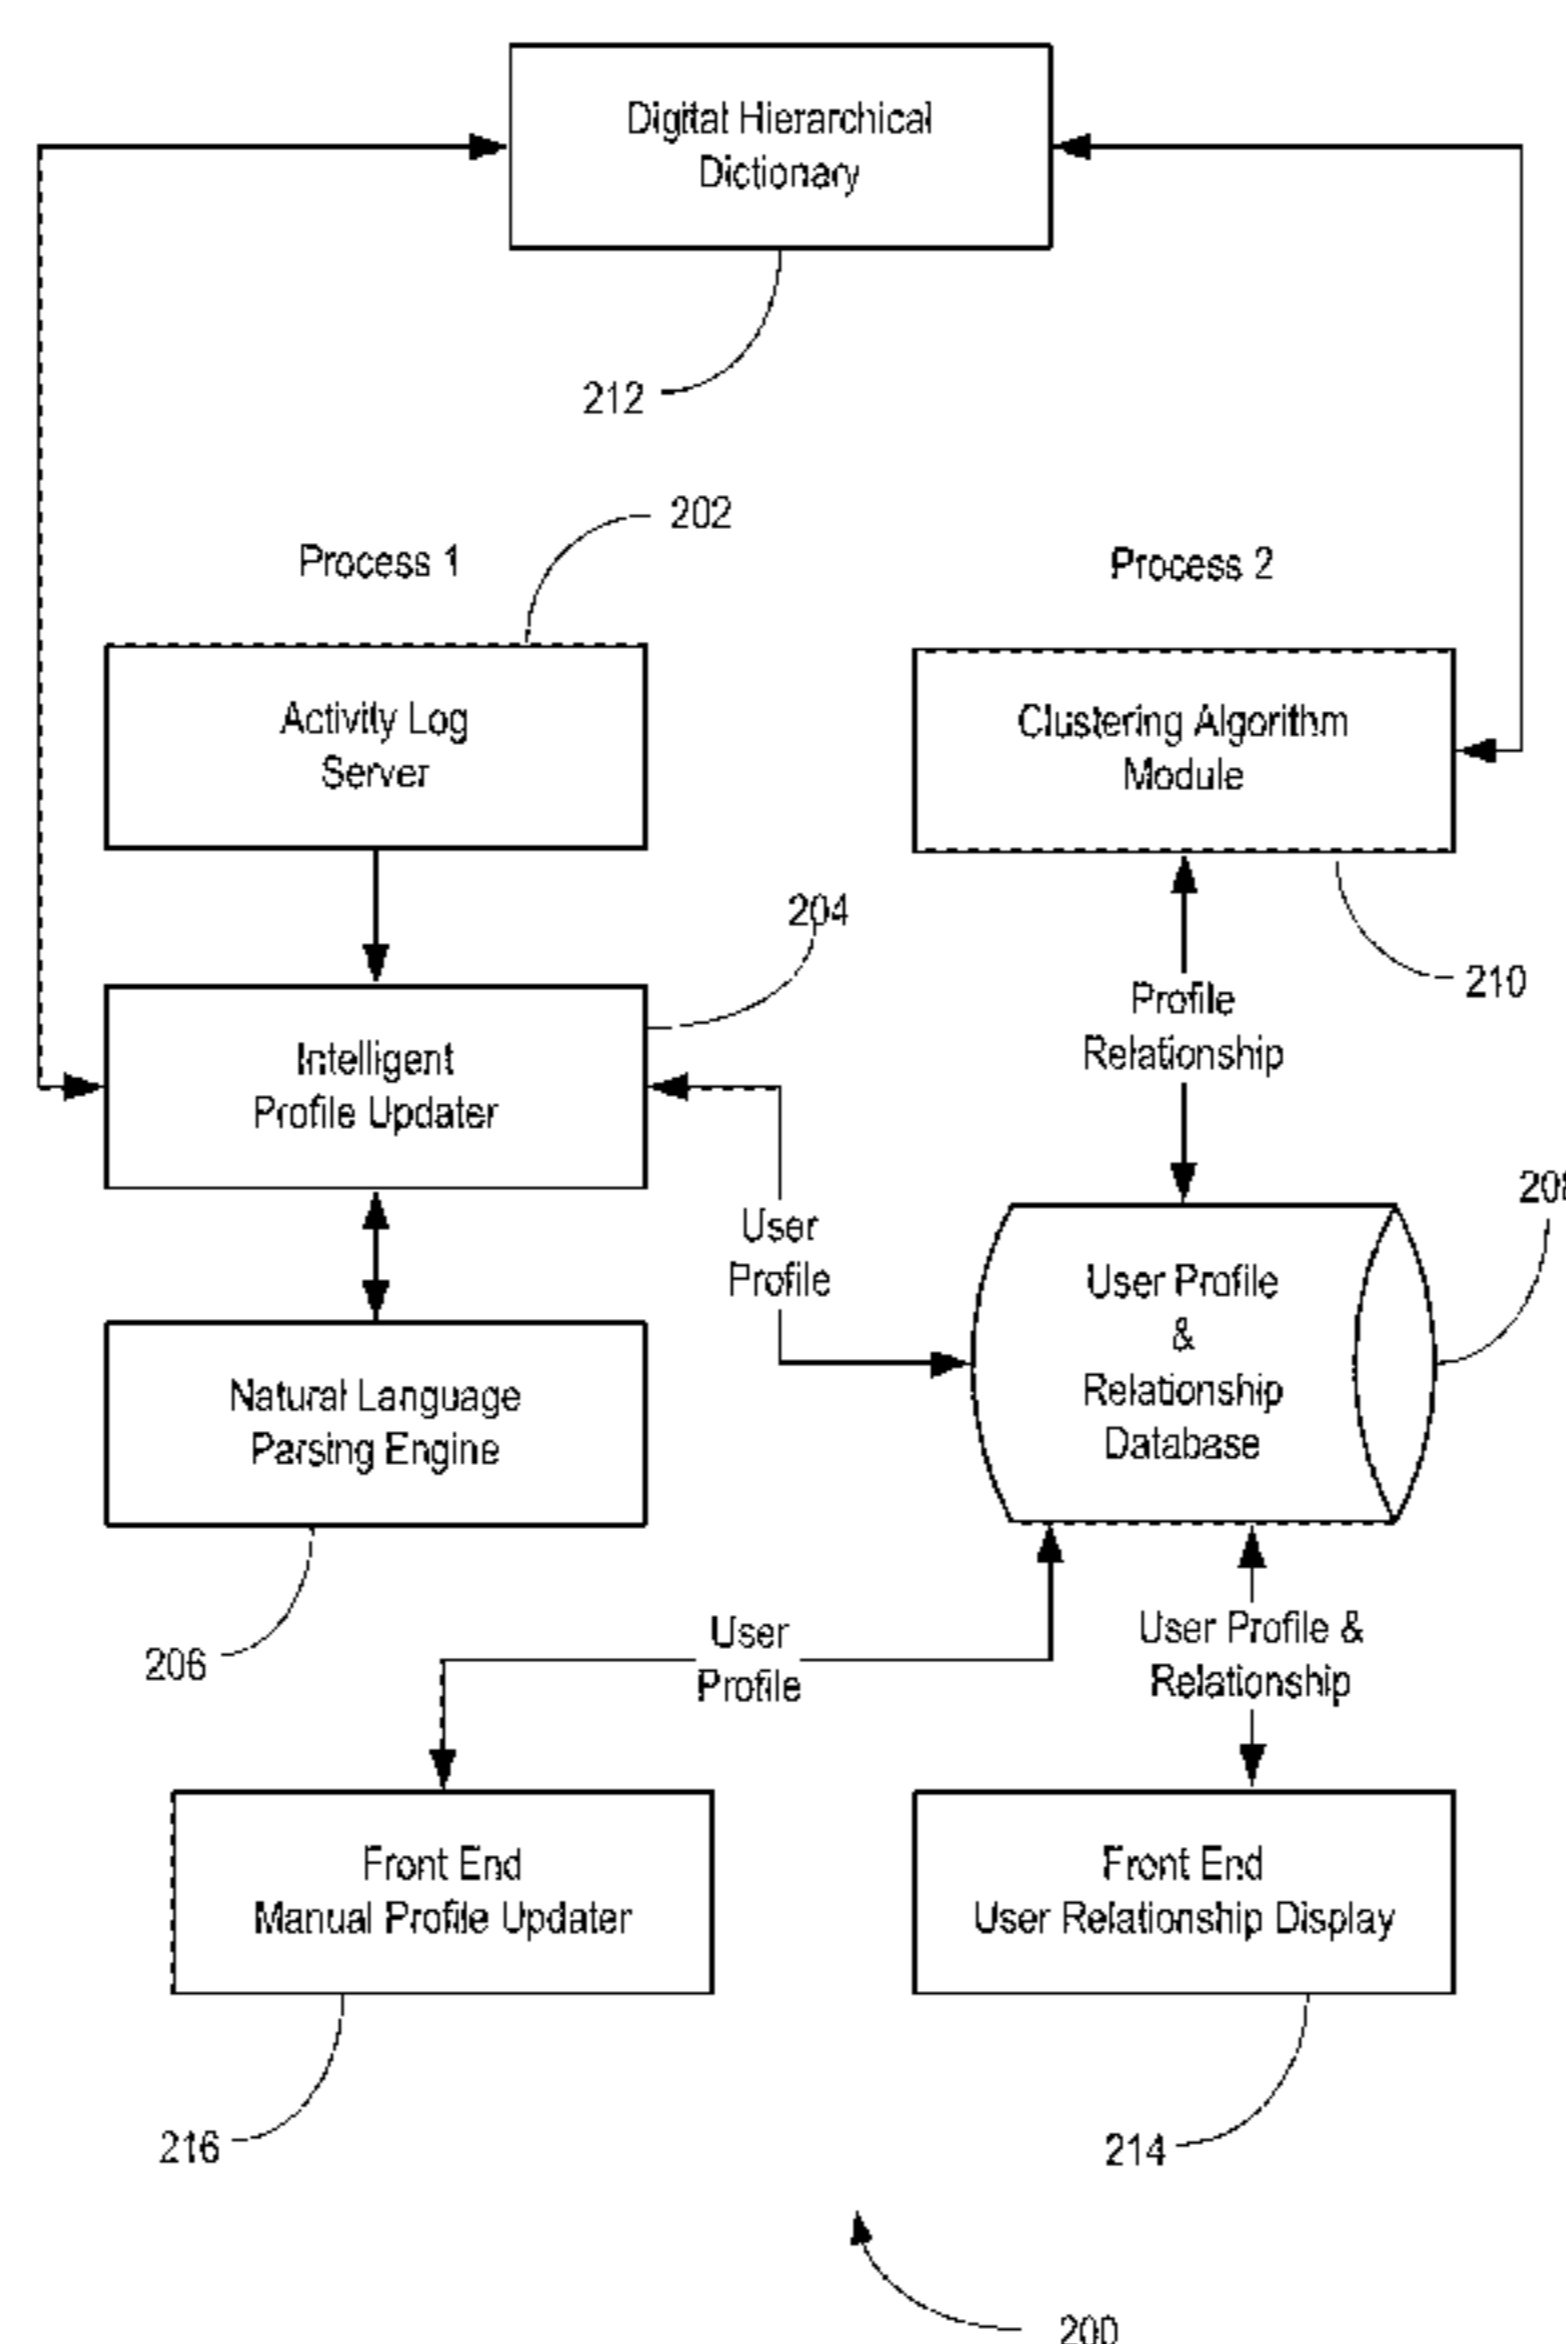 Digital Hierarchical
Dictionary
212
202
Process 1
Process 2
Activity Log
Server
Clustering Algorithm
Module
204
210
Profile
Relationship
Intelligent
Profile Updater
User
Profile
User Profile
&
Relationship
Database
Natural Language
Parsing Engine
206
User
Profile
User Profile &
Relationship
Front End
Manual Profile Updater
Front End
User Relationship Display
216
214
200